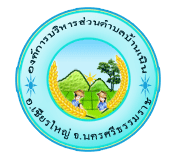 องค์การบริหารส่วนตำบลบ้านเนิน
อ.เชียรใหญ่ จ.นครศรีธรรมราช